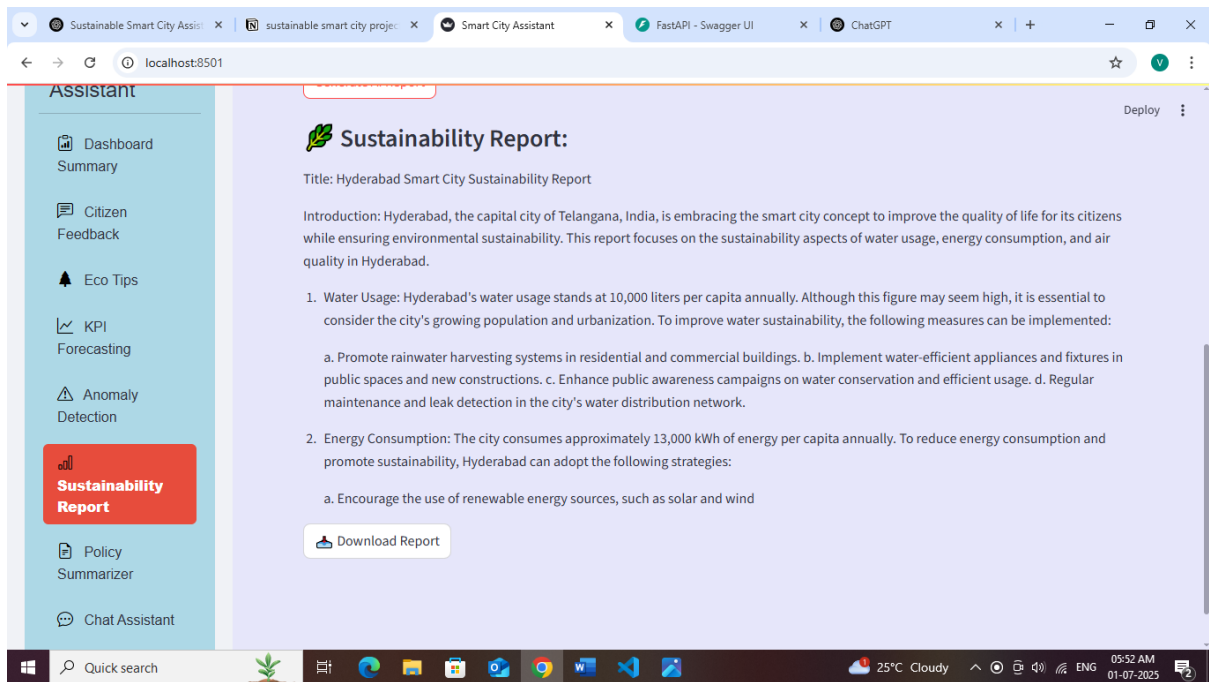 Sustainable Smart City Assist
sustainable smart city projec
Smart City Assistant
FastAPI - Swagger UI
ChatGPT
localhost:8501
V
Assistant
Dashboard
Summary
Citizen
Feedback
Eco Tips
KPI
Forecasting
Anomaly
Detection
Sustainability
Report
Policy
Summarizer
Chat Assistant
Generate AI Report
Deploy
Sustainability Report:
Title: Hyderabad Smart City Sustainability Report
Introduction: Hyderabad, the capital city of Telangana, India, is embracing the smart city concept to improve the quality of life for its citizens
while ensuring environmental sustainability. This report focuses on the sustainability aspects of water usage, energy consumption, and air
quality in Hyderabad.
1. Water Usage: Hyderabad's water usage stands at 10,000 liters per capita annually. Although this figure may seem high, it is essential to
consider the city's growing population and urbanization. To improve water sustainability, the following measures can be implemented:
a. Promote rainwater harvesting systems in residential and commercial buildings. b. Implement water-efficient appliances and fixtures in
public spaces and new constructions. c. Enhance public awareness campaigns on water conservation and efficient usage. d. Regular
maintenance and leak detection in the city's water distribution network.
2. Energy Consumption: The city consumes approximately 13,000 kWh of energy per capita annually. To reduce energy consumption and
promote sustainability, Hyderabad can adopt the following strategies:
a. Encourage the use of renewable energy sources, such as solar and wind
Download Report
Quick search
1
25°C Cloudy
ENG
05:52 AM
01-07-2025
2